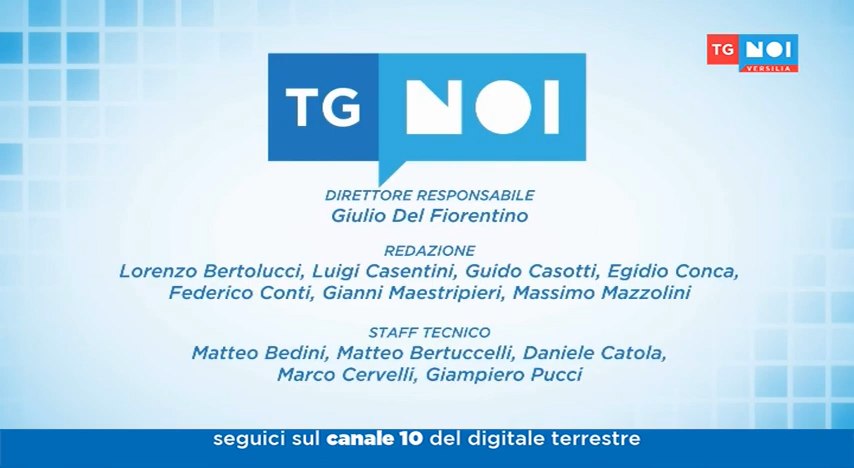 TG NOI
TG NOI
VERSILIA
DIRETTORE RESPONSABILE
Giulio Del Fiorentino
REDAZIONE
Lorenzo Bertolucci, Luigi Casentini, Guido Casotti, Egidio Conca,
Federico Conti, Gianni Maestripieri, Massimo Mazzolini
STAFF TECNICO
Matteo Bedini, Matteo Bertuccelli, Daniele Catola,
Marco Cervelli, Giampiero Pucci
seguici sul canale 10 del digitale terrestre